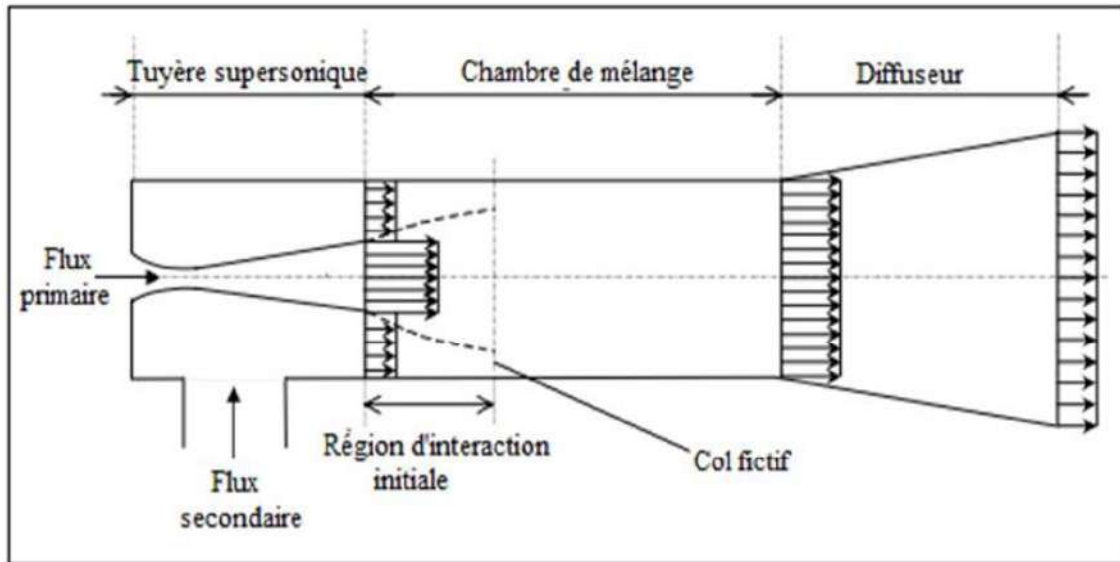 Tuyère supersonique
Chambre de mélange
Diffuseur
Flux
primaire
Région d'interaction
initiale
Col fictif
Flux
secondaire